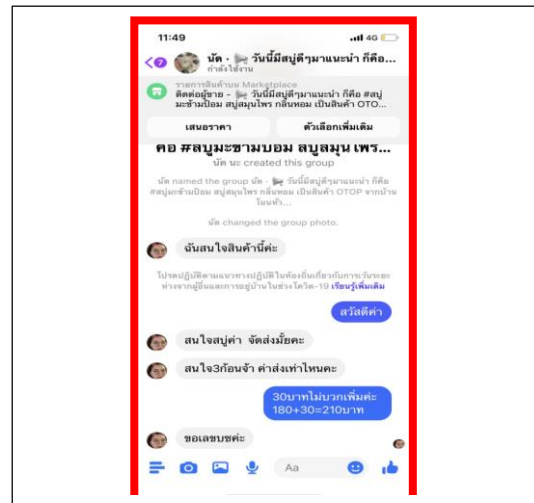 11:49
4G
7
นัด · วันนี้มีสบู่ดีๆมาแนะนำ ก็คือ...
กำลังใช้งาน
รายการสินค้าบน Marketplace
ติดต่อผู้ขาย - วันนี้มีสบู่ดีๆมาแนะนำ ก็คือ #สบู่
มะขามป้อม สบู่สมุนไพร กลิ่นหอม เป็นสินค้า OTO...
เสนอราคา
ตัวเลือกเพิ่มเติม
คือ #สบู่มะขามป้อม สบู่สมุนไพร...
นัด นะ created this group
นัด named the group นัด - วันนี้มีสบู่ดีๆมาแนะนำ ก็คือ
#สบู่มะขามป้อม สบู่สมุนไพร กลิ่นหอม เป็นสินค้า OTOP จากบ้าน
โนนหัว...
นัด changed the group photo.
ฉันสนใจสินค้านี้ค่ะ
โปรดปฏิบัติตามแนวทางปฏิบัติในท้องถิ่นเกี่ยวกับการเว้นระยะ
ห่างจากผู้อื่นและการอยู่บ้านในช่วงโควิด-19 เรียนรู้เพิ่มเติม
สวัสดีค่า
สนใจสบู่ค่า จัดส่งมั้ยคะ
สนใจ3ก้อนจ้า ค่าส่งเท่าไหนคะ
30บาทไม่บวกเพิ่มค่ะ
180+30=210บาท
ขอเลขบชค่ะ
Aa